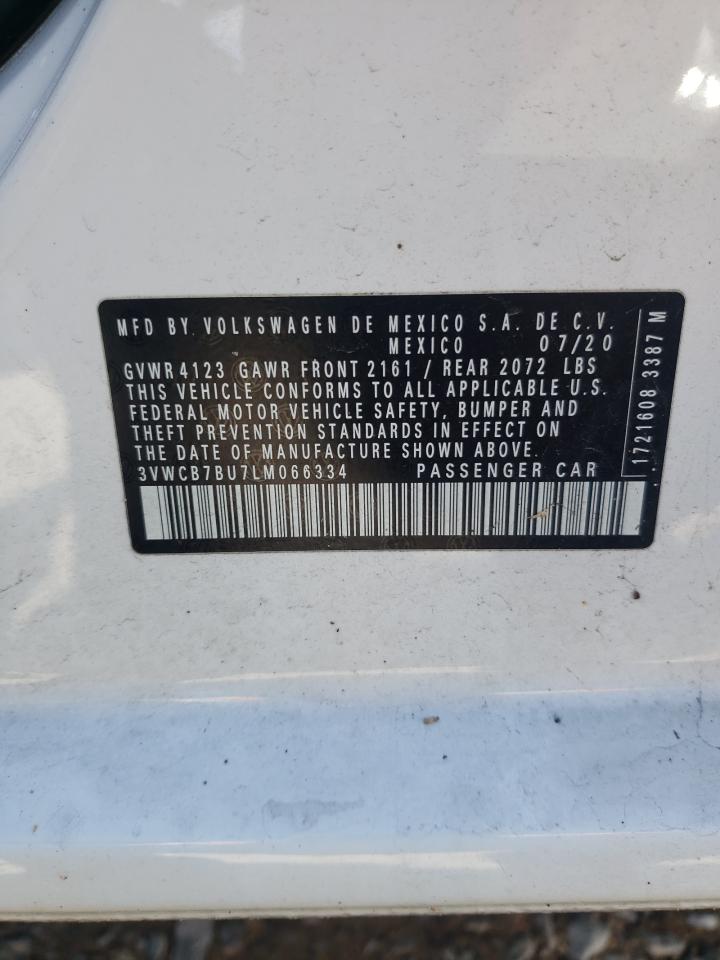 MFD BY. VOLKSWAGEN DE MEXICO S.A. DE C.V.
MEXICO 07/20
GVWR 4123 GAWR FRONT 2161 / REAR 2072 LBS
THIS VEHICLE CONFORMS TO ALL APPLICABLE U.S.
FEDERAL MOTOR VEHICLE SAFETY, BUMPER AND
THEFT PREVENTION STANDARDS IN EFFECT ON
THE DATE OF MANUFACTURE SHOWN ABOVE.
3VWCB7BU7LM066334 PASSENGER CAR
1721608 3387 M